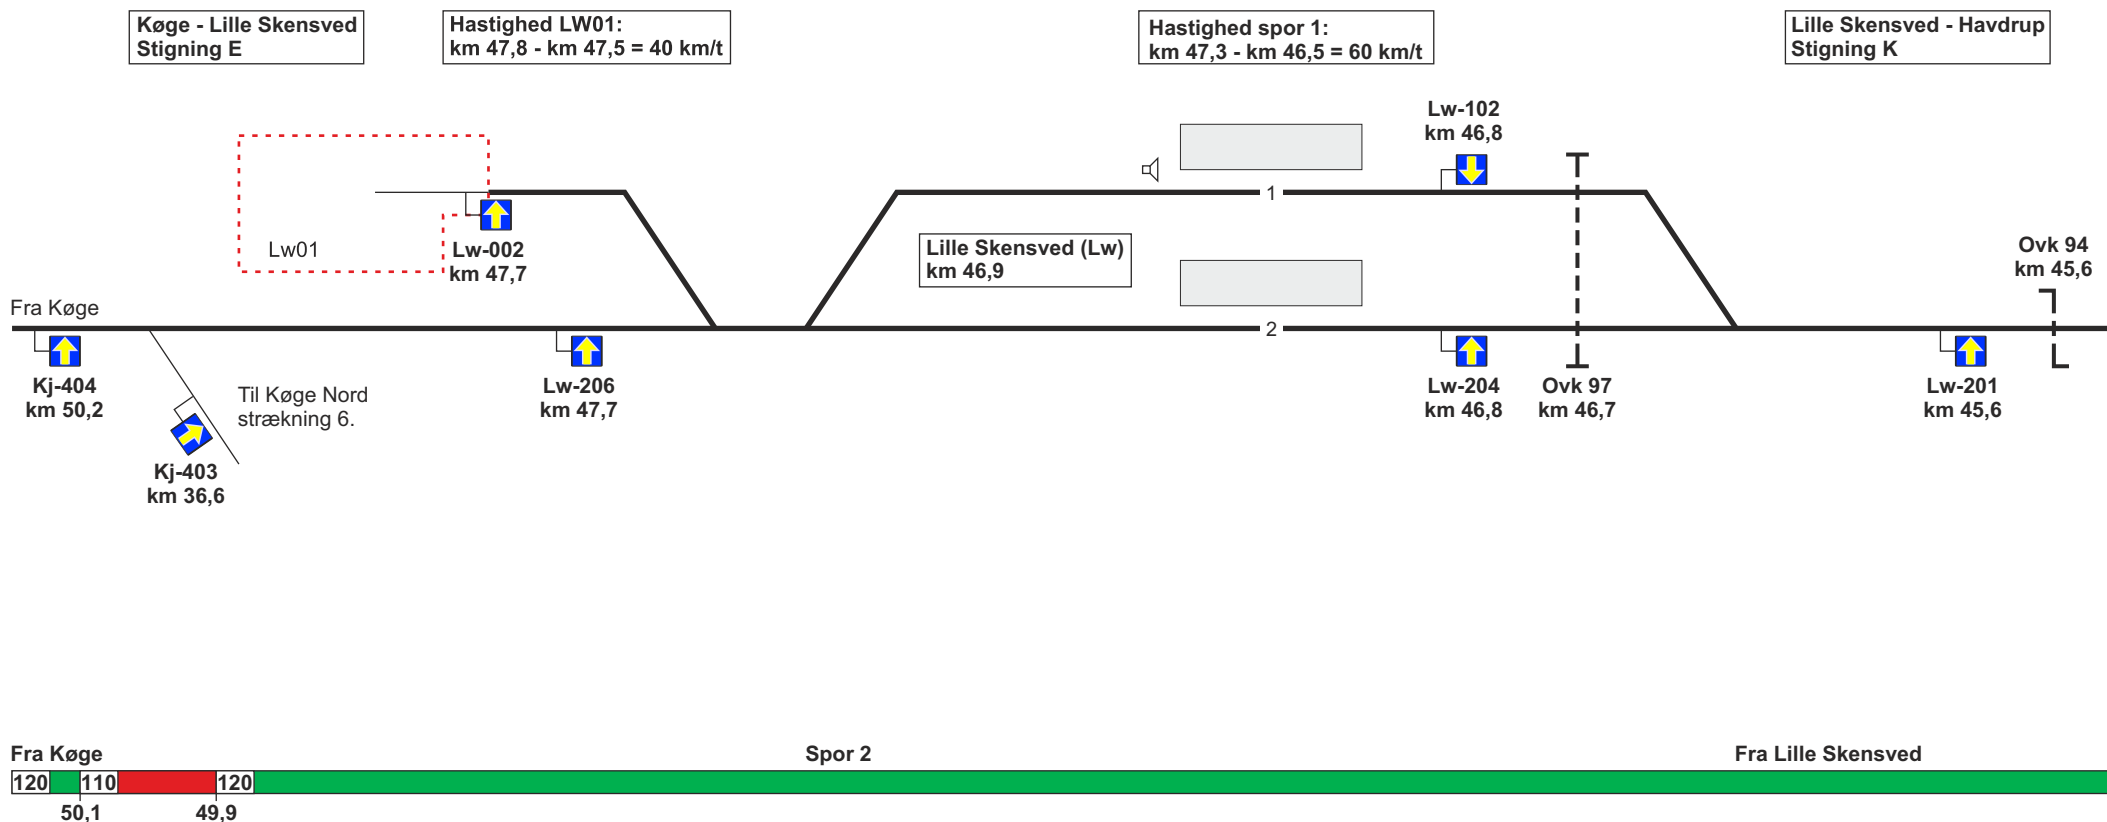 Køge - Lille Skensved
Stigning E
Hastighed LW01:
km 47,8 - km 47,5 = 40 km/t
Hastighed spor 1:
km 47,3 - km 46,5 = 60 km/t
Lille Skensved - Havdrup
Stigning K
Lw-102
km 46,8
1
Lw01
Lw-002
km 47,7
Lille Skensved (Lw)
km 46,9
Ovk 94
km 45,6
Fra Køge
2
Kj-404
km 50,2
Til Køge Nord
strækning 6.
Kj-403
km 36,6
Lw-206
km 47,7
Lw-204
km 46,8
Ovk 97
km 46,7
Lw-201
km 45,6
Fra Køge
Spor 2
Fra Lille Skensved
120 110 120
50,1 49,9